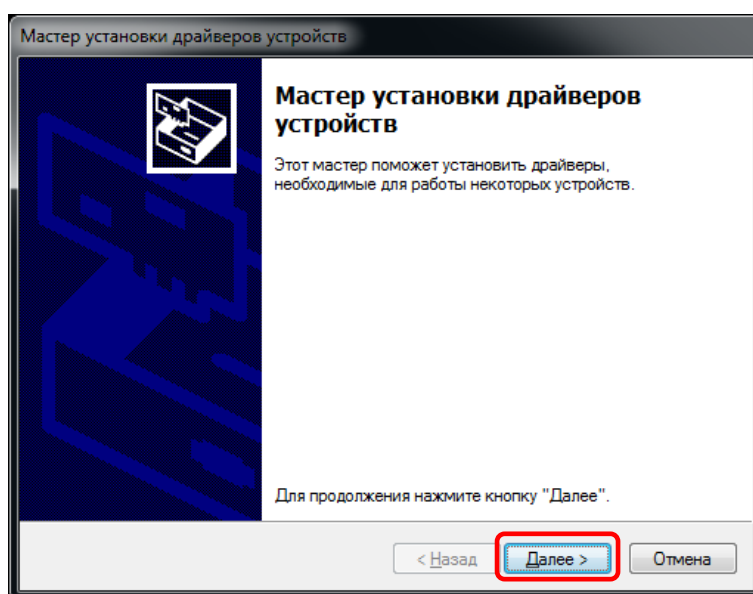 Мастер установки драйверов устройств
Мастер установки драйверов
устройств
Этот мастер поможет установить драйверы,
необходимые для работы некоторых устройств.
Для продолжения нажмите кнопку "Далее".
< Назад
Далее >
Отмена